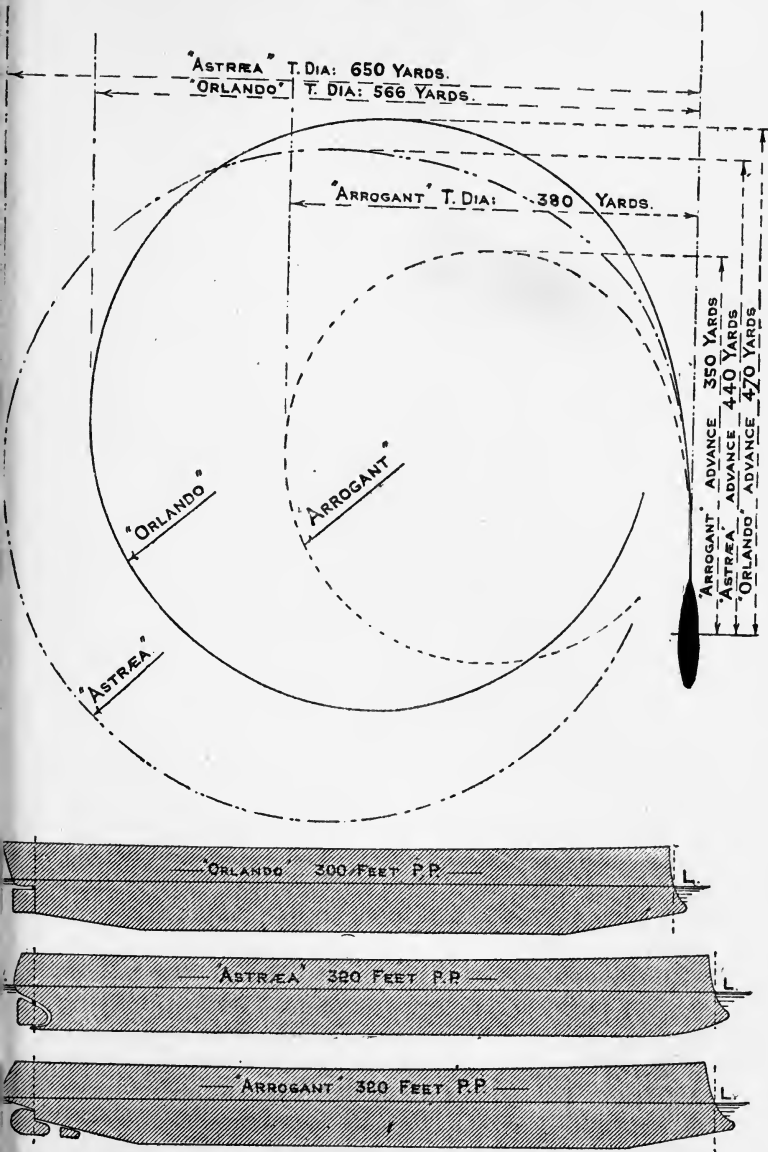 "ASTRÆA" T. DIA: 650 YARDS.
"ORLANDO" T. DIA: 566 YARDS.
"ARROGANT" T. DIA: 380 YARDS.
"ARROGANT" ADVANCE 350 YARDS
"ASTRÆA" ADVANCE 440 YARDS
"ORLANDO" ADVANCE 470 YARDS
"ORLANDO"
"ARROGANT"
"ASTRÆA"
"ORLANDO" 300 FEET P.P.
L.
"ASTRÆA" 320 FEET P.P.
L.
"ARROGANT" 320 FEET P.P.
L.